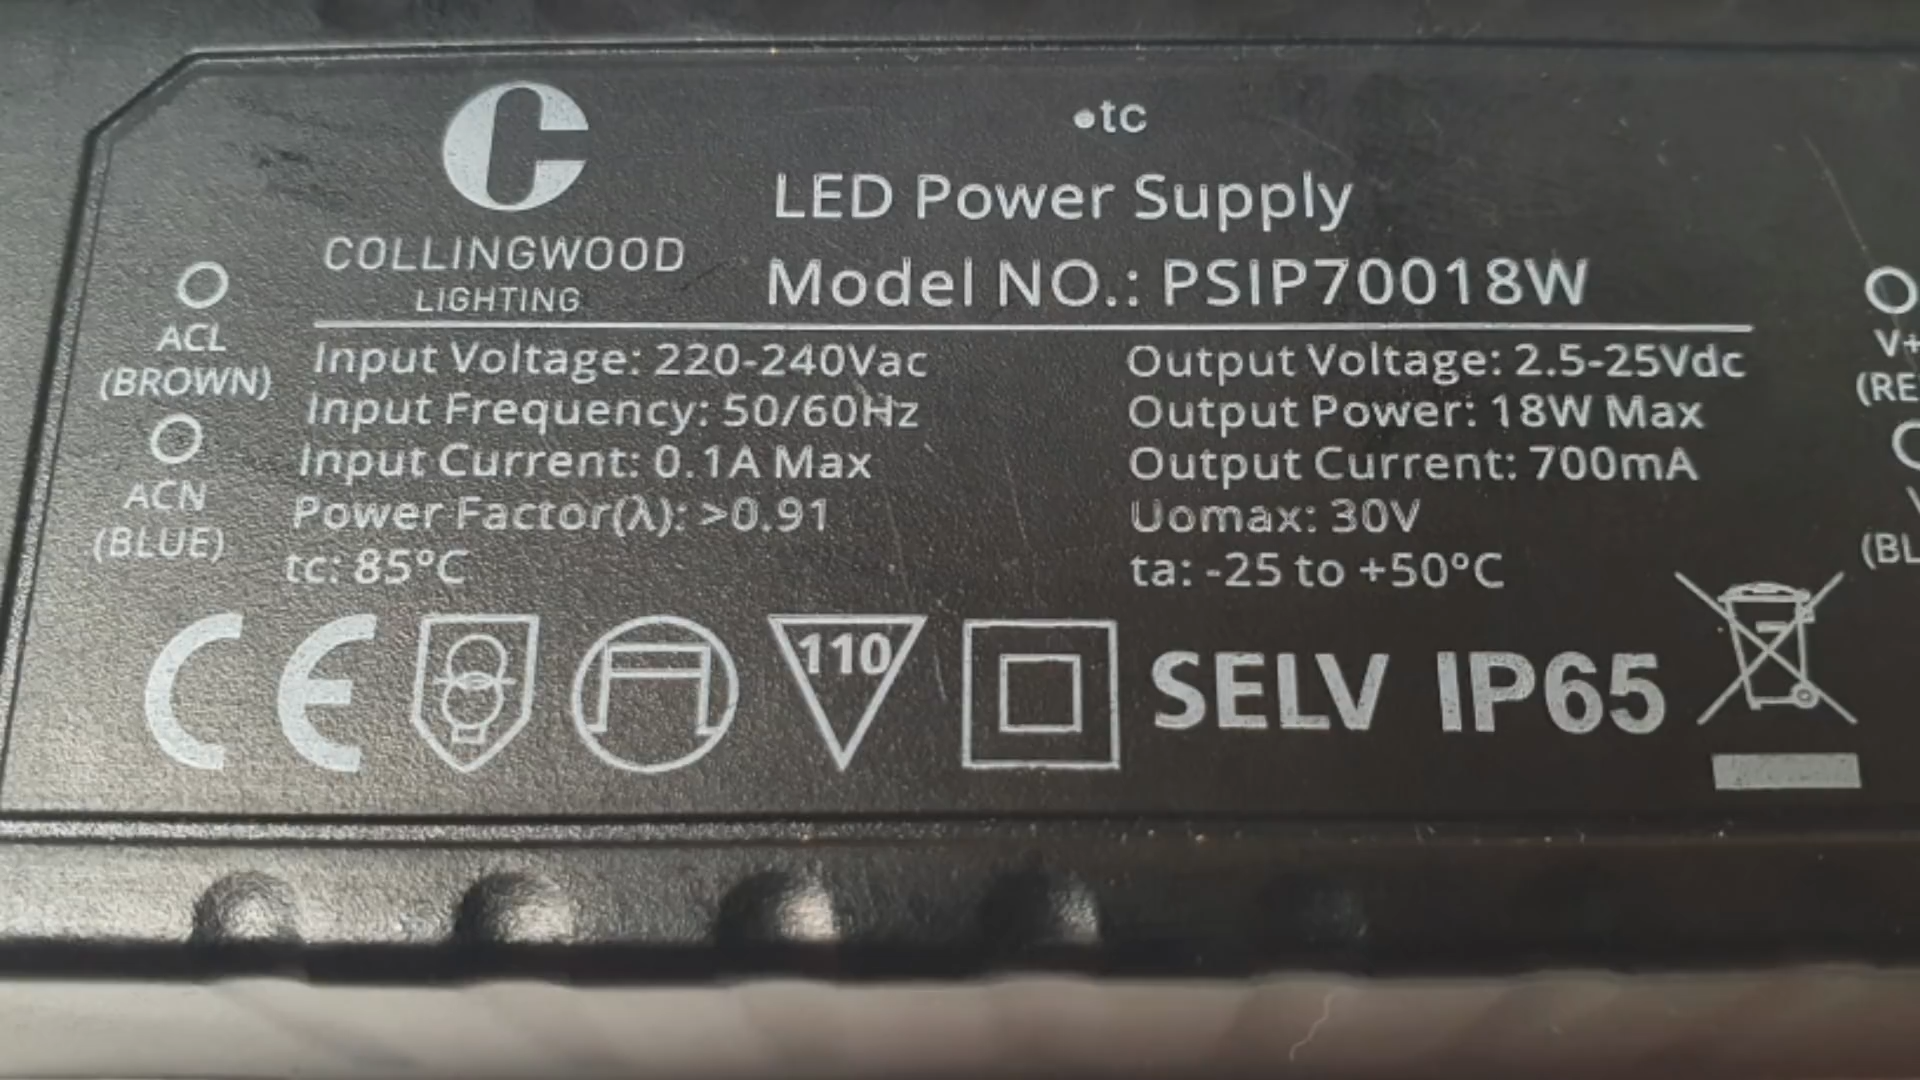 •tc
COLLINGWOOD
LIGHTING
LED Power Supply
Model NO.: PSIP70018W
ACL
(BROWN)
ACN
(BLUE)
Input Voltage: 220-240Vac
Input Frequency: 50/60Hz
Input Current: 0.1A Max
Power Factor(λ): >0.91
tc: 85°C
Output Voltage: 2.5-25Vdc
Output Power: 18W Max
Output Current: 700mA
Uomax: 30V
ta: -25 to +50°C
V+
(RE
(BL
CE
110
SELV IP65